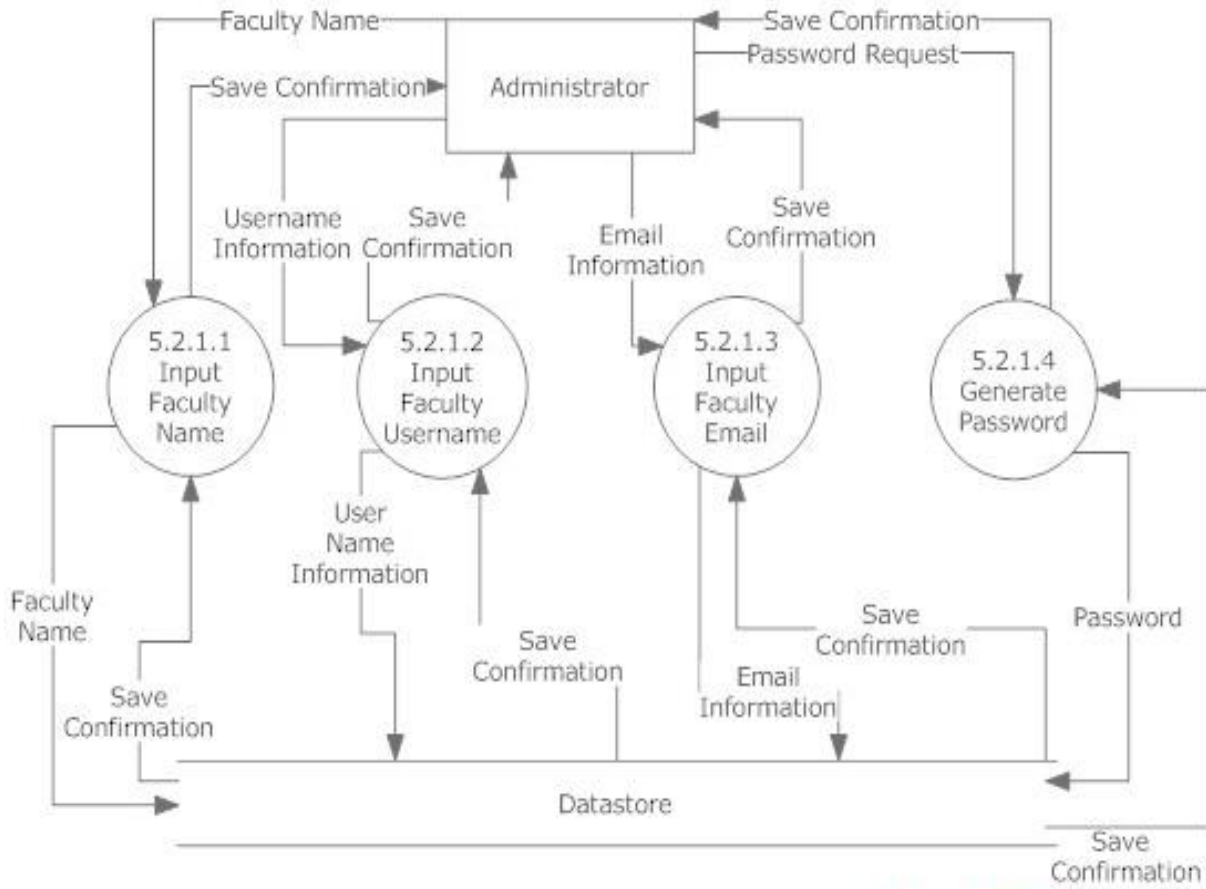 Faculty Name
Save Confirmation
Save Confirmation
Password Request
Administrator
Username
Information
Save
Confirmation
Email
Information
Save
Confirmation
5.2.1.1
Input
Faculty
Name
5.2.1.2
Input
Faculty
Username
5.2.1.3
Input
Faculty
Email
5.2.1.4
Generate
Password
User
Name
Information
Faculty
Name
Save
Confirmation
Save
Confirmation
Email
Information
Save
Confirmation
Password
Datastore
Save
Confirmation